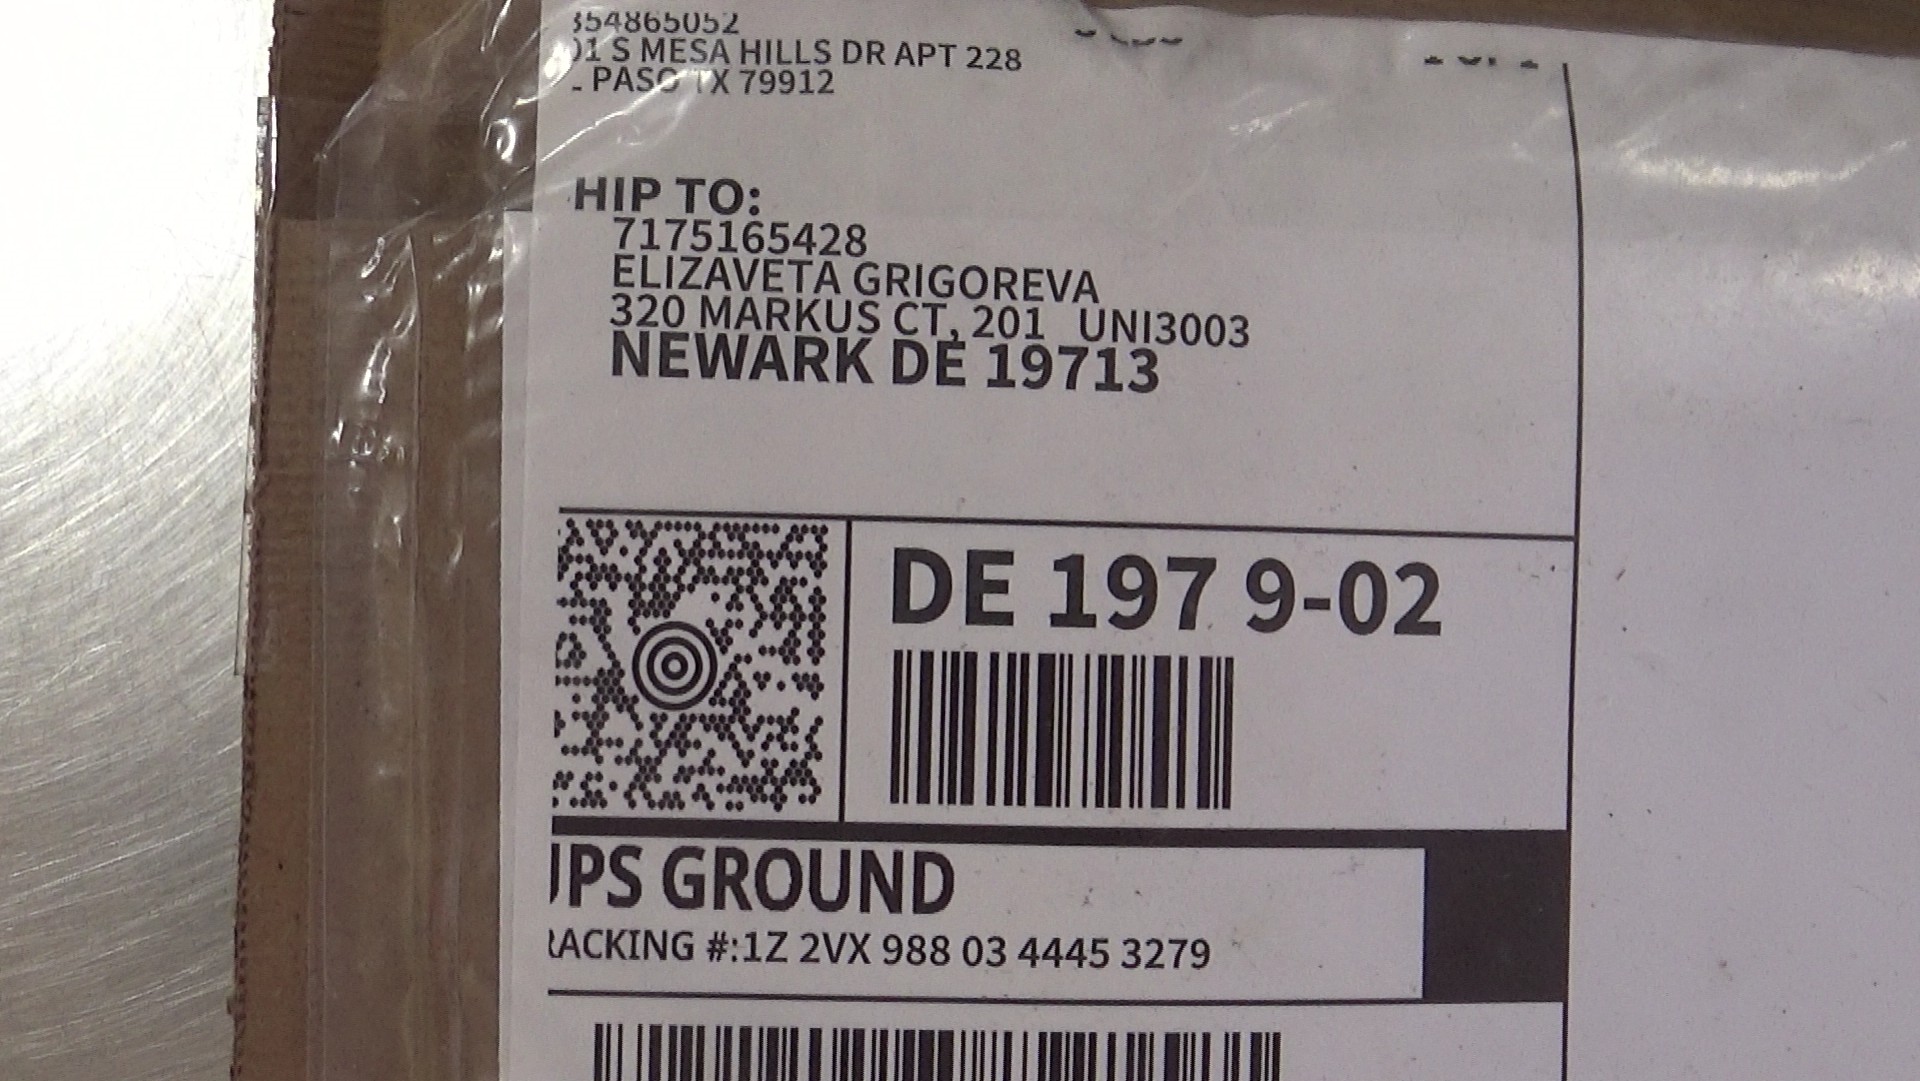 354865052
01 S MESA HILLS DR APT 228
PASO TX 79912
HIP TO:
7175165428
ELIZAVETA GRIGOREVA
320 MARKUS CT, 201 UNI3003
NEWARK DE 19713
DE 197 9-02
UPS GROUND
RACKING #:1Z 2VX 988 03 4445 3279